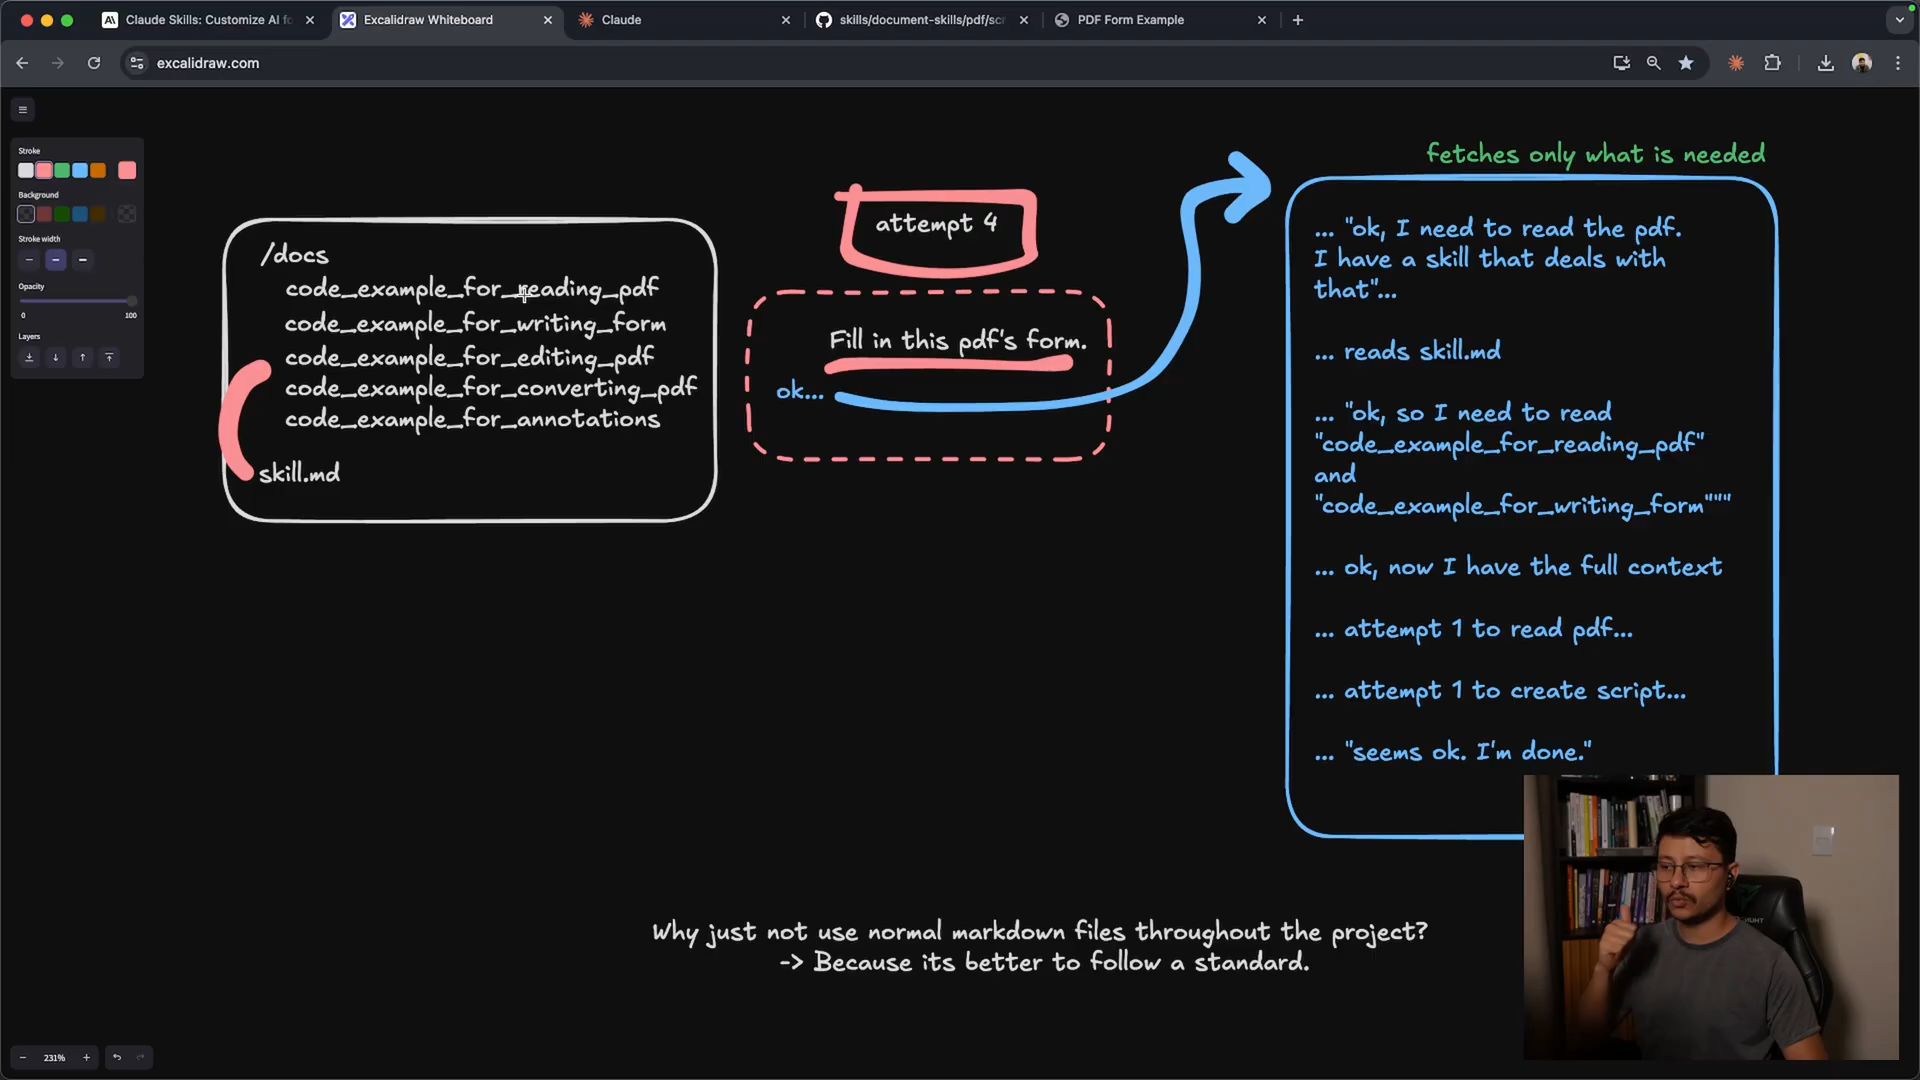 Claude Skills: Customize AI fo
Excalidraw Whiteboard
Claude
skills/document-skills/pdf/scr
PDF Form Example
excalidraw.com
Stroke
Background
Stroke width
Opacity
0 100
Layers
/docs
code_example_for_reading_pdf
code_example_for_writing_form
code_example_for_editing_pdf
code_example_for_converting_pdf
code_example_for_annotations
skill.md
attempt 4
Fill in this pdf's form.
ok...
fetches only what is needed
... "ok, I need to read the pdf.
I have a skill that deals with
that"...
... reads skill.md
... "ok, so I need to read
"code_example_for_reading_pdf"
and
"code_example_for_writing_form"""
... ok, now I have the full context
... attempt 1 to read pdf...
... attempt 1 to create script...
... "seems ok. I'm done."
Why just not use normal markdown files throughout the project?
-> Because its better to follow a standard.
231%